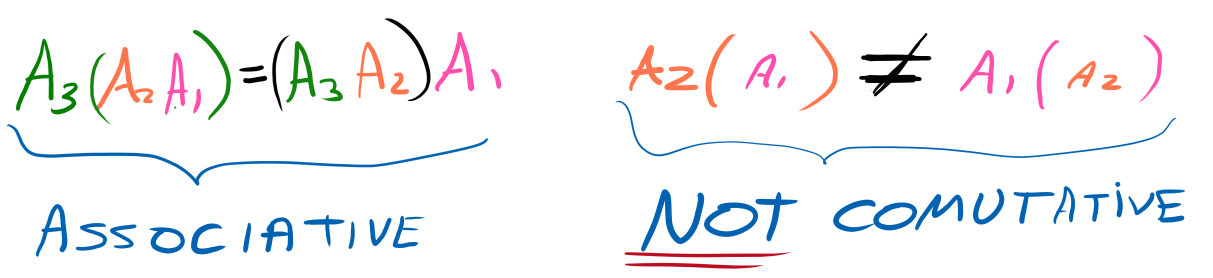 A₃(A₂A₁)=(A₃A₂)A₁
A₂(A₁) ≠ A₁(A₂)
ASSOCIATIVE
NOT COMUTATIVE